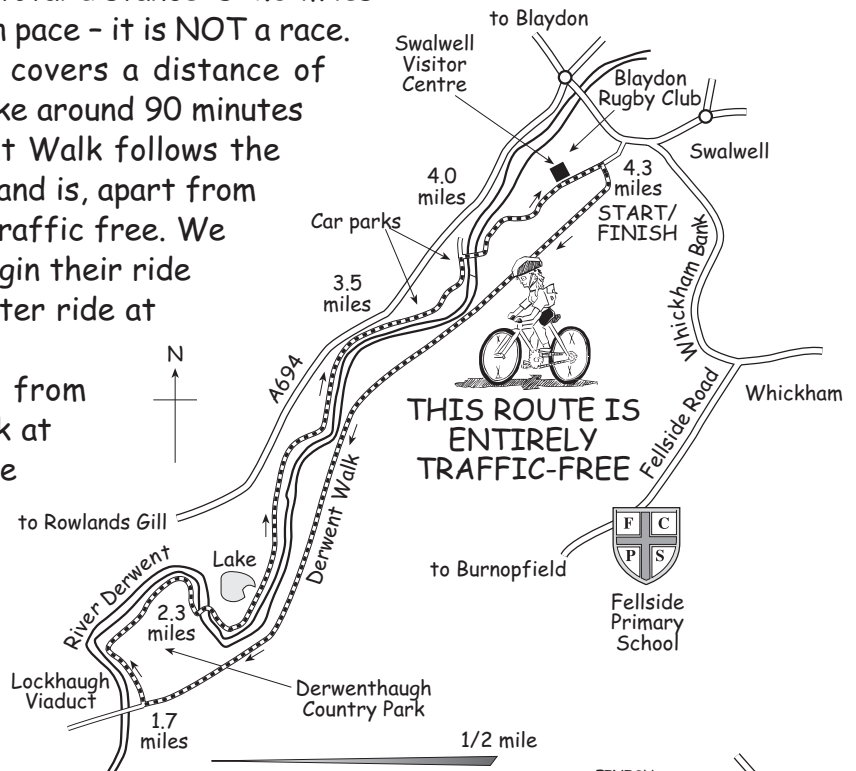 n pace – it is NOT a race.
covers a distance of
ke around 90 minutes
t Walk follows the
and is, apart from
raffic free. We
gin their ride
ter ride at
from
k at
e
to Blaydon
Swalwell
Visitor
Centre
Blaydon
Rugby Club
Swalwell
4.0
miles
4.3
miles
START/
FINISH
Car parks
3.5
miles
Whickham Bank
N
A694
THIS ROUTE IS
ENTIRELY
TRAFFIC-FREE
Whickham
Fellside Road
to Rowlands Gill
Derwent Walk
F C
P S
to Burnopfield
Fellside
Primary
School
Lake
River Derwent
2.3
miles
Lockhaugh
Viaduct
Derwenthaugh
Country Park
1.7
miles
1/2 mile